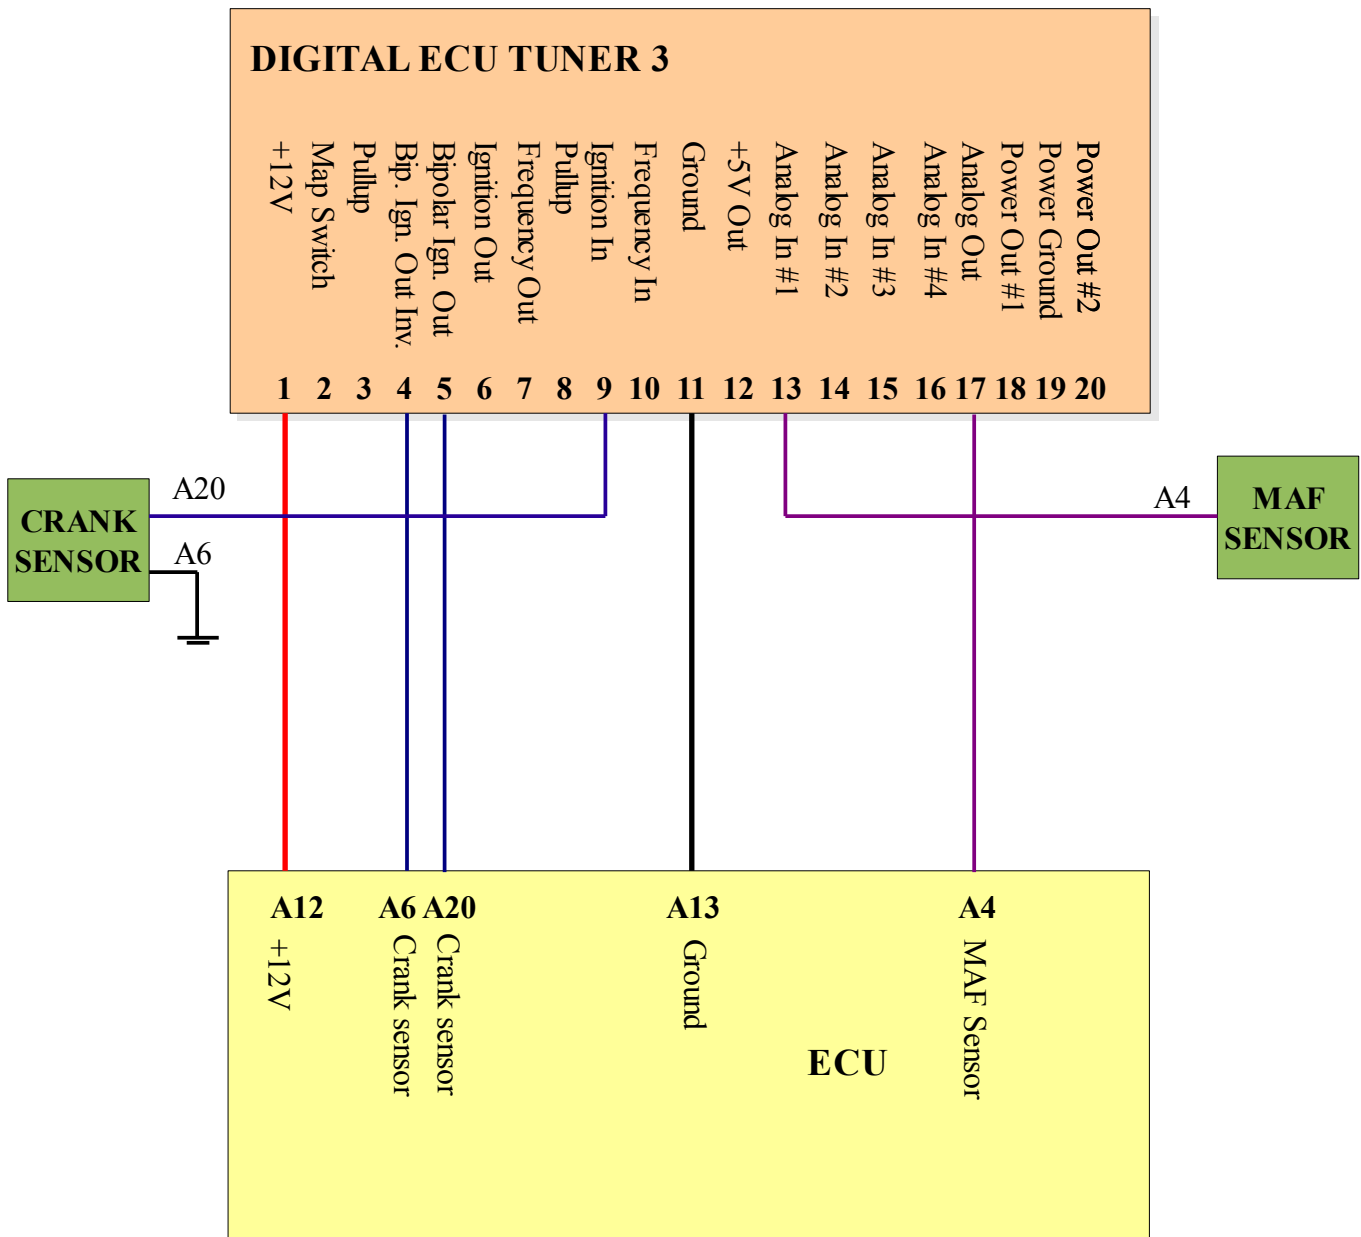 DIGITAL ECU TUNER 3
+12V
Map Switch
Pullup
Bip. Ign. Out Inv.
Bipolar Ign. Out
Ignition Out
Frequency Out
Pullup
Ignition In
Frequency In
Ground
+5V Out
Analog In #1
Analog In #2
Analog In #3
Analog In #4
Analog Out
Power Out #1
Power Ground
Power Out #2
1 2 3 4 5 6 7 8 9 10 11 12 13 14 15 16 17 18 19 20
A20
CRANK
SENSOR
A6
A4
MAF
SENSOR
A12 A6 A20 A13 A4
+12V
Crank sensor
Crank sensor
Ground
MAF Sensor
ECU